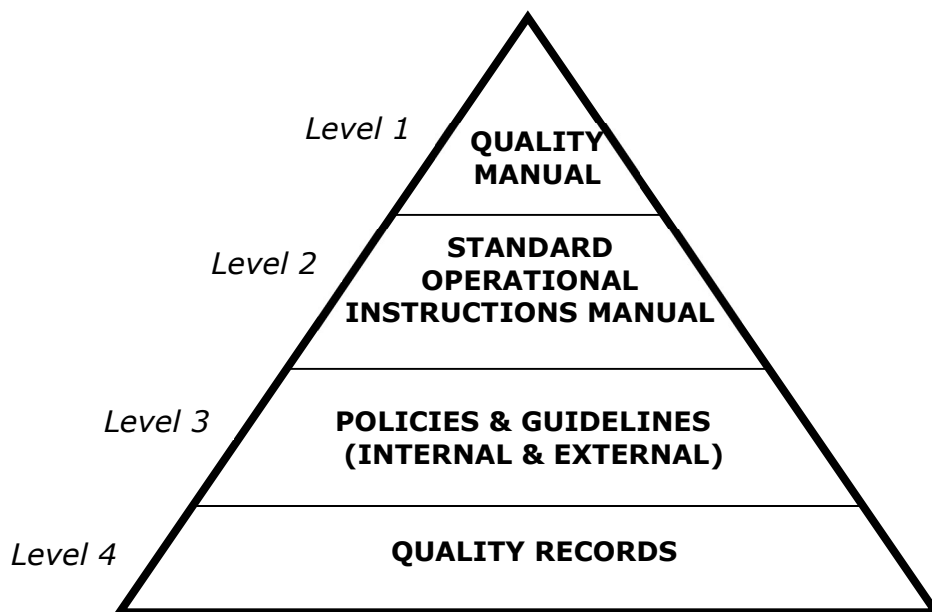 Level 1
QUALITY
MANUAL
Level 2
STANDARD
OPERATIONAL
INSTRUCTIONS MANUAL
Level 3
POLICIES & GUIDELINES
(INTERNAL & EXTERNAL)
Level 4
QUALITY RECORDS